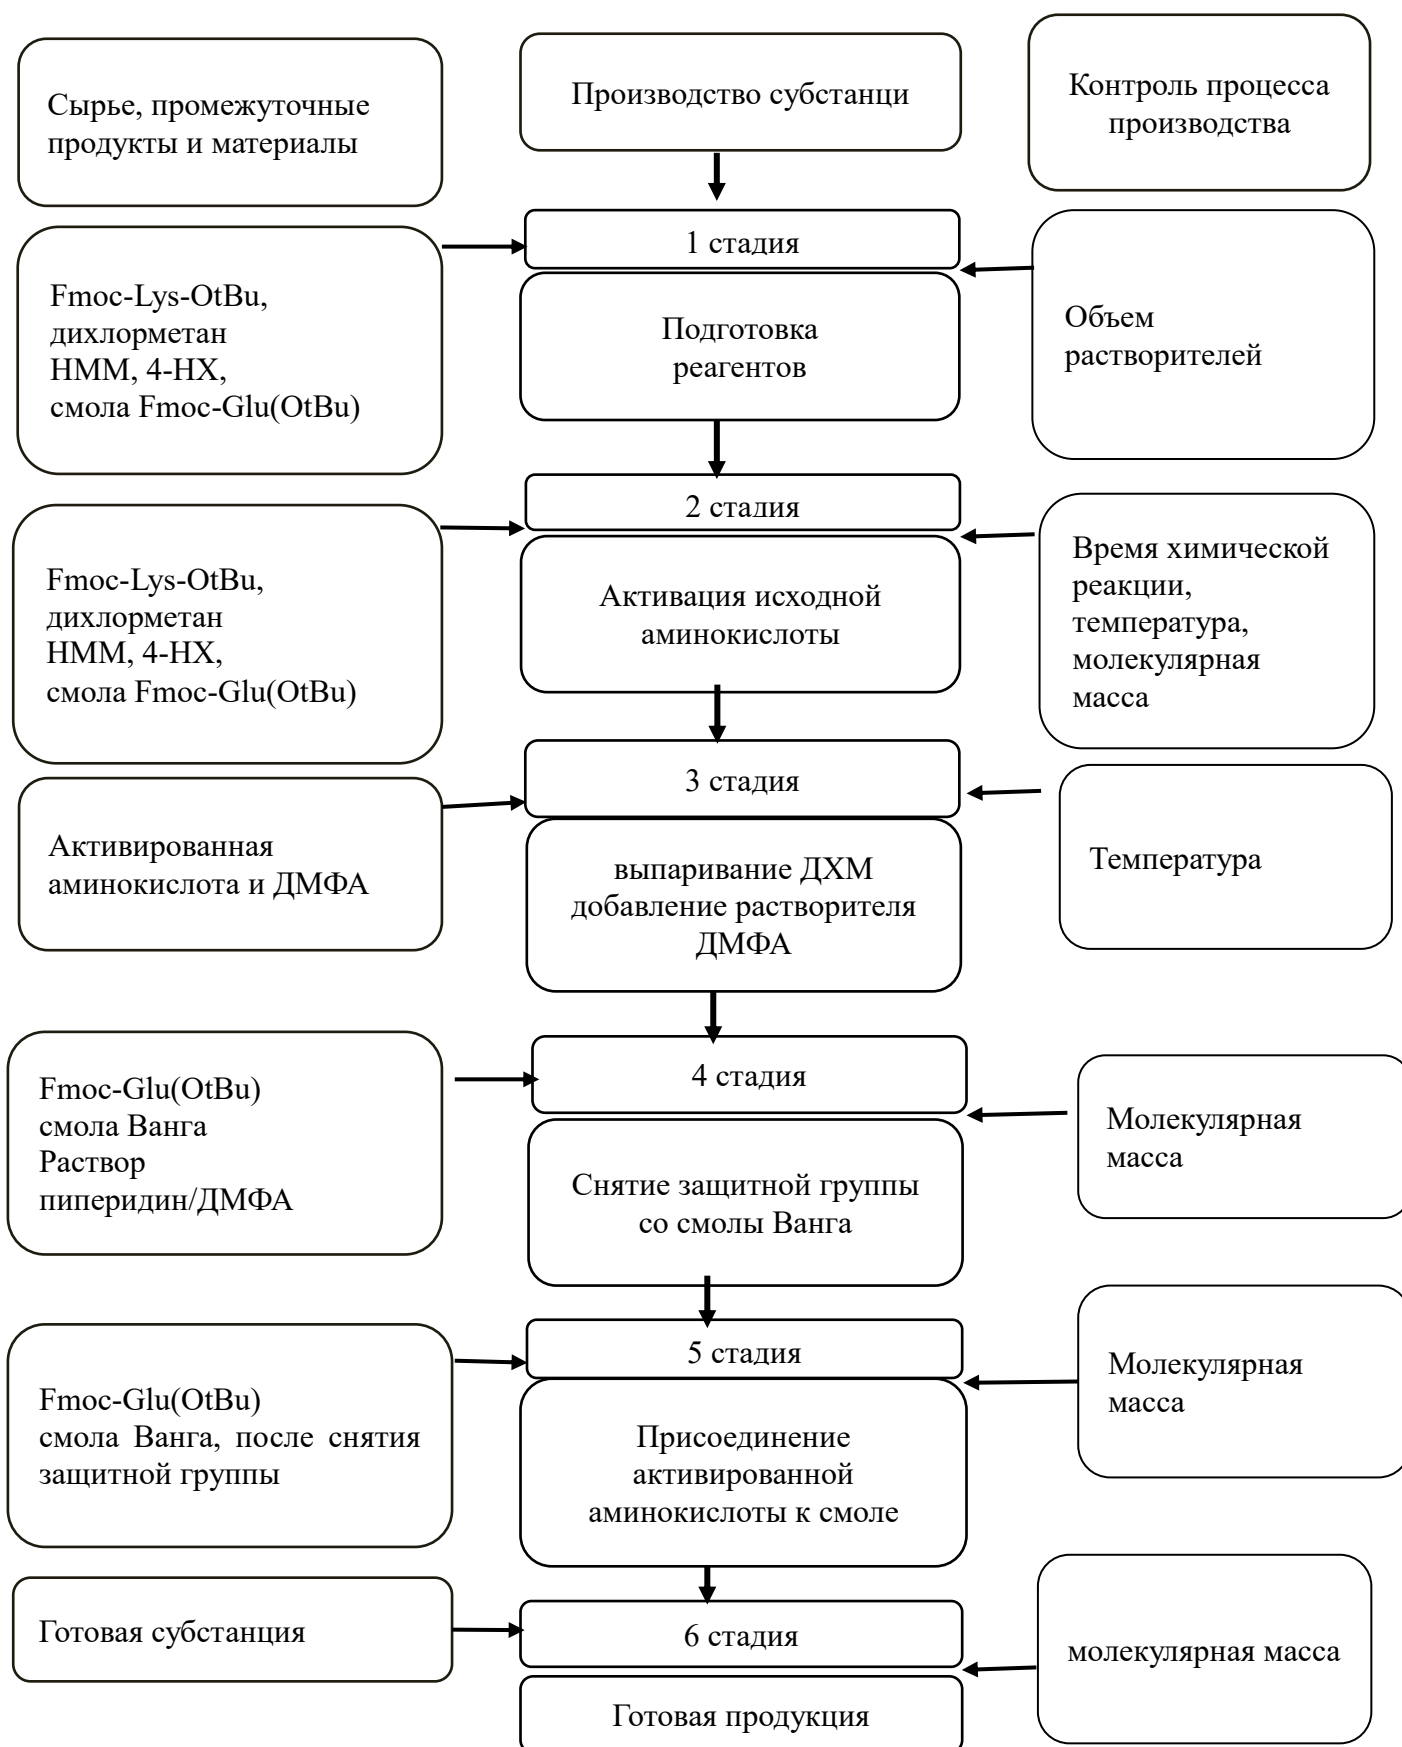 Сырье, промежуточные
продукты и материалы
Производство субстанци
Контроль процесса
производства
1 стадия
Fmoc-Lys-OtBu,
дихлорметан
НММ, 4-НХ,
смола Fmoc-Glu(OtBu)
Подготовка
реагентов
Объем
растворителей
2 стадия
Fmoc-Lys-OtBu,
дихлорметан
НММ, 4-НХ,
смола Fmoc-Glu(OtBu)
Активация исходной
аминокислоты
Время химической
реакции,
температура,
молекулярная
масса
3 стадия
Активированная
аминокислота и ДМФА
выпаривание ДХМ
добавление растворителя
ДМФА
Температура
4 стадия
Fmoc-Glu(OtBu)
смола Ванга
Раствор
пиперидин/ДМФА
Снятие защитной группы
со смолы Ванга
Молекулярная
масса
5 стадия
Fmoc-Glu(OtBu)
смола Ванга, после снятия
защитной группы
Присоединение
активированной
аминокислоты к смоле
Молекулярная
масса
6 стадия
Готовая субстанция
Готовая продукция
молекулярная масса